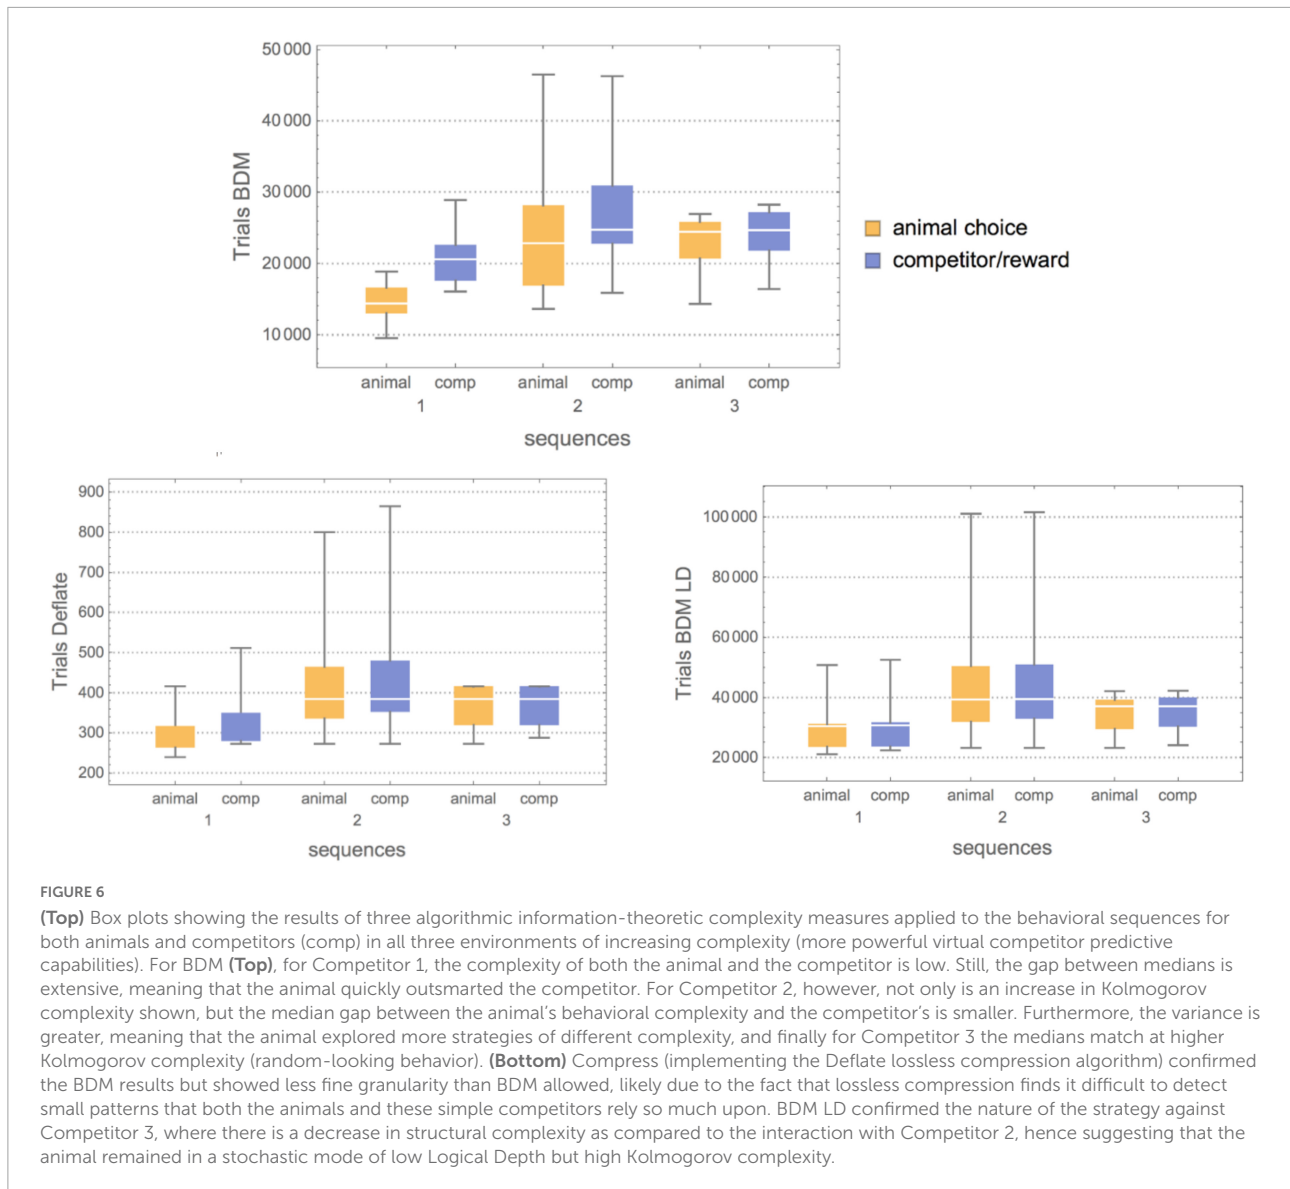 50 000
40 000
30 000
20 000
10 000
Trials BDM
animal comp animal comp animal comp
1 2 3
sequences
animal choice
competitor/reward
900
800
700
600
500
400
300
200
Trials Deflate
animal comp animal comp animal comp
1 2 3
sequences
100 000
80 000
60 000
40 000
20 000
Trials BDM LD
animal comp animal comp animal comp
1 2 3
sequences
FIGURE 6
(Top) Box plots showing the results of three algorithmic information-theoretic complexity measures applied to the behavioral sequences for
both animals and competitors (comp) in all three environments of increasing complexity (more powerful virtual competitor predictive
capabilities). For BDM (Top), for Competitor 1, the complexity of both the animal and the competitor is low. Still, the gap between medians is
extensive, meaning that the animal quickly outsmarted the competitor. For Competitor 2, however, not only is an increase in Kolmogorov
complexity shown, but the median gap between the animal's behavioral complexity and the competitor's is smaller. Furthermore, the variance is
greater, meaning that the animal explored more strategies of different complexity, and finally for Competitor 3 the medians match at higher
Kolmogorov complexity (random-looking behavior). (Bottom) Compress (implementing the Deflate lossless compression algorithm) confirmed
the BDM results but showed less fine granularity than BDM allowed, likely due to the fact that lossless compression finds it difficult to detect
small patterns that both the animals and these simple competitors rely so much upon. BDM LD confirmed the nature of the strategy against
Competitor 3, where there is a decrease in structural complexity as compared to the interaction with Competitor 2, hence suggesting that the
animal remained in a stochastic mode of low Logical Depth but high Kolmogorov complexity.